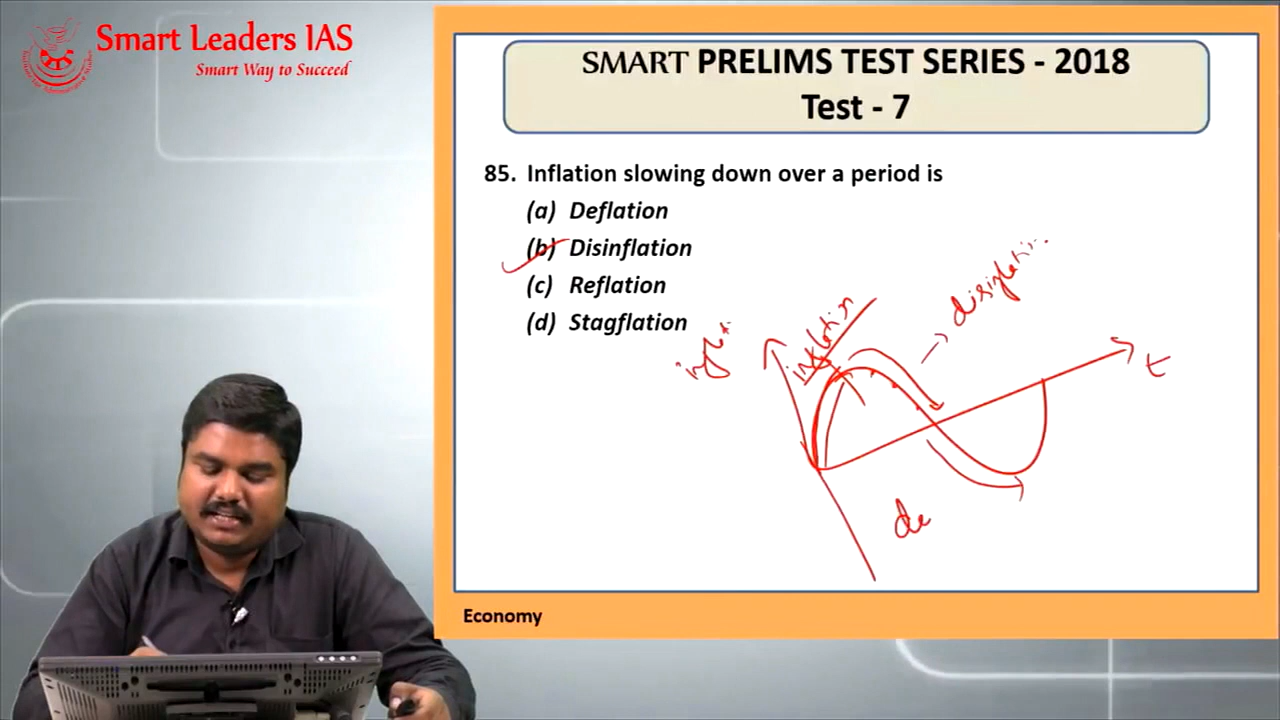 Smart Leaders IAS
Smart Way to Succeed
SMART PRELIMS TEST SERIES - 2018
Test - 7
85. Inflation slowing down over a period is
(a) Deflation
(b) Disinflation
(c) Reflation
(d) Stagflation
inflation
t
de
Economy